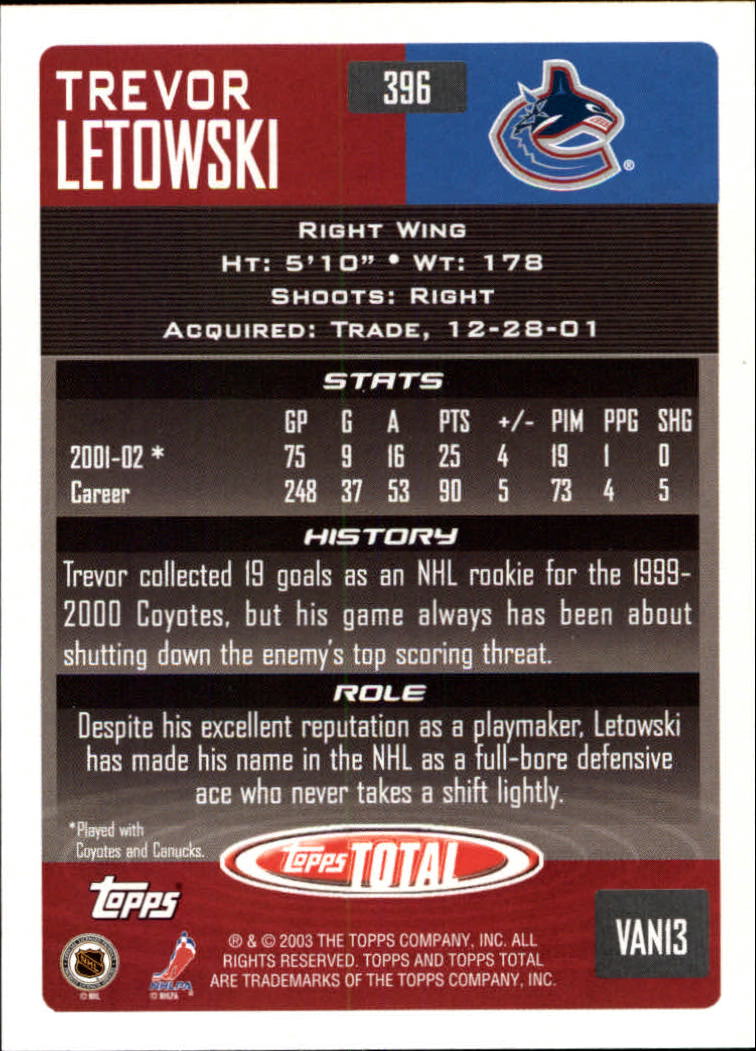 TREVOR
LETOWSKI
396
®
RIGHT WING
HT: 5'10" • WT: 178
SHOOTS: RIGHT
ACQUIRED: TRADE, 12-28-01
STATS
GP G A PTS +/- PIM PPG SHG
2001-02 * 75 9 16 25 4 19 1 0
Career 248 37 53 90 5 73 4 5
HISTORY
Trevor collected 19 goals as an NHL rookie for the 1999-
2000 Coyotes, but his game always has been about
shutting down the enemy's top scoring threat.
ROLE
Despite his excellent reputation as a playmaker, Letowski
has made his name in the NHL as a full-bore defensive
ace who never takes a shift lightly.
*Played with
Coyotes and Canucks.
topps TOTAL
topps
VAN13
NHL
© NHL
NHLPA
© NHLPA
® & © 2003 THE TOPPS COMPANY, INC. ALL
RIGHTS RESERVED. TOPPS AND TOPPS TOTAL
ARE TRADEMARKS OF THE TOPPS COMPANY, INC.